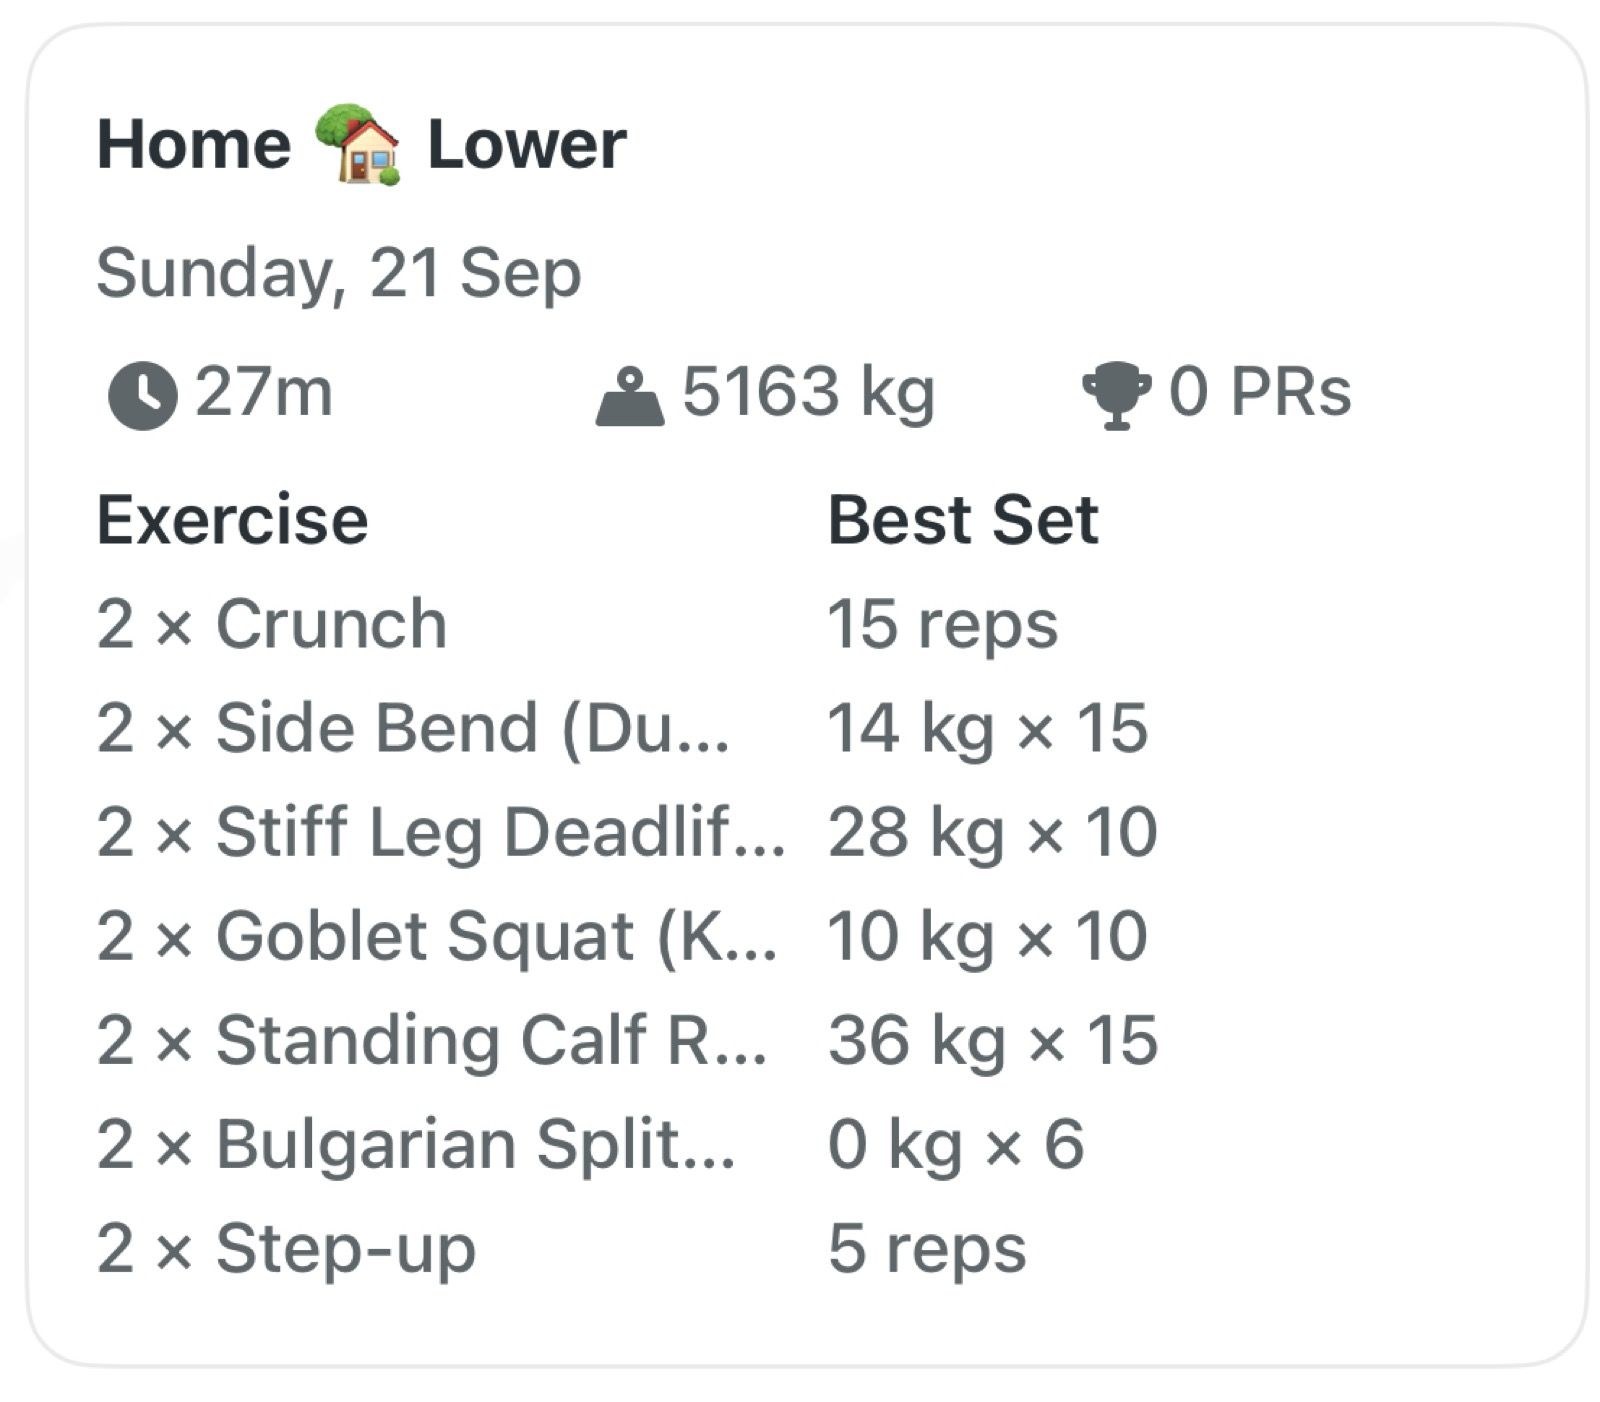 Home 🏡 Lower
Sunday, 21 Sep
27m 5163 kg 0 PRs
Exercise Best Set
2 × Crunch 15 reps
2 × Side Bend (Du... 14 kg × 15
2 × Stiff Leg Deadlif... 28 kg × 10
2 × Goblet Squat (K... 10 kg × 10
2 × Standing Calf R... 36 kg × 15
2 × Bulgarian Split... 0 kg × 6
2 × Step-up 5 reps